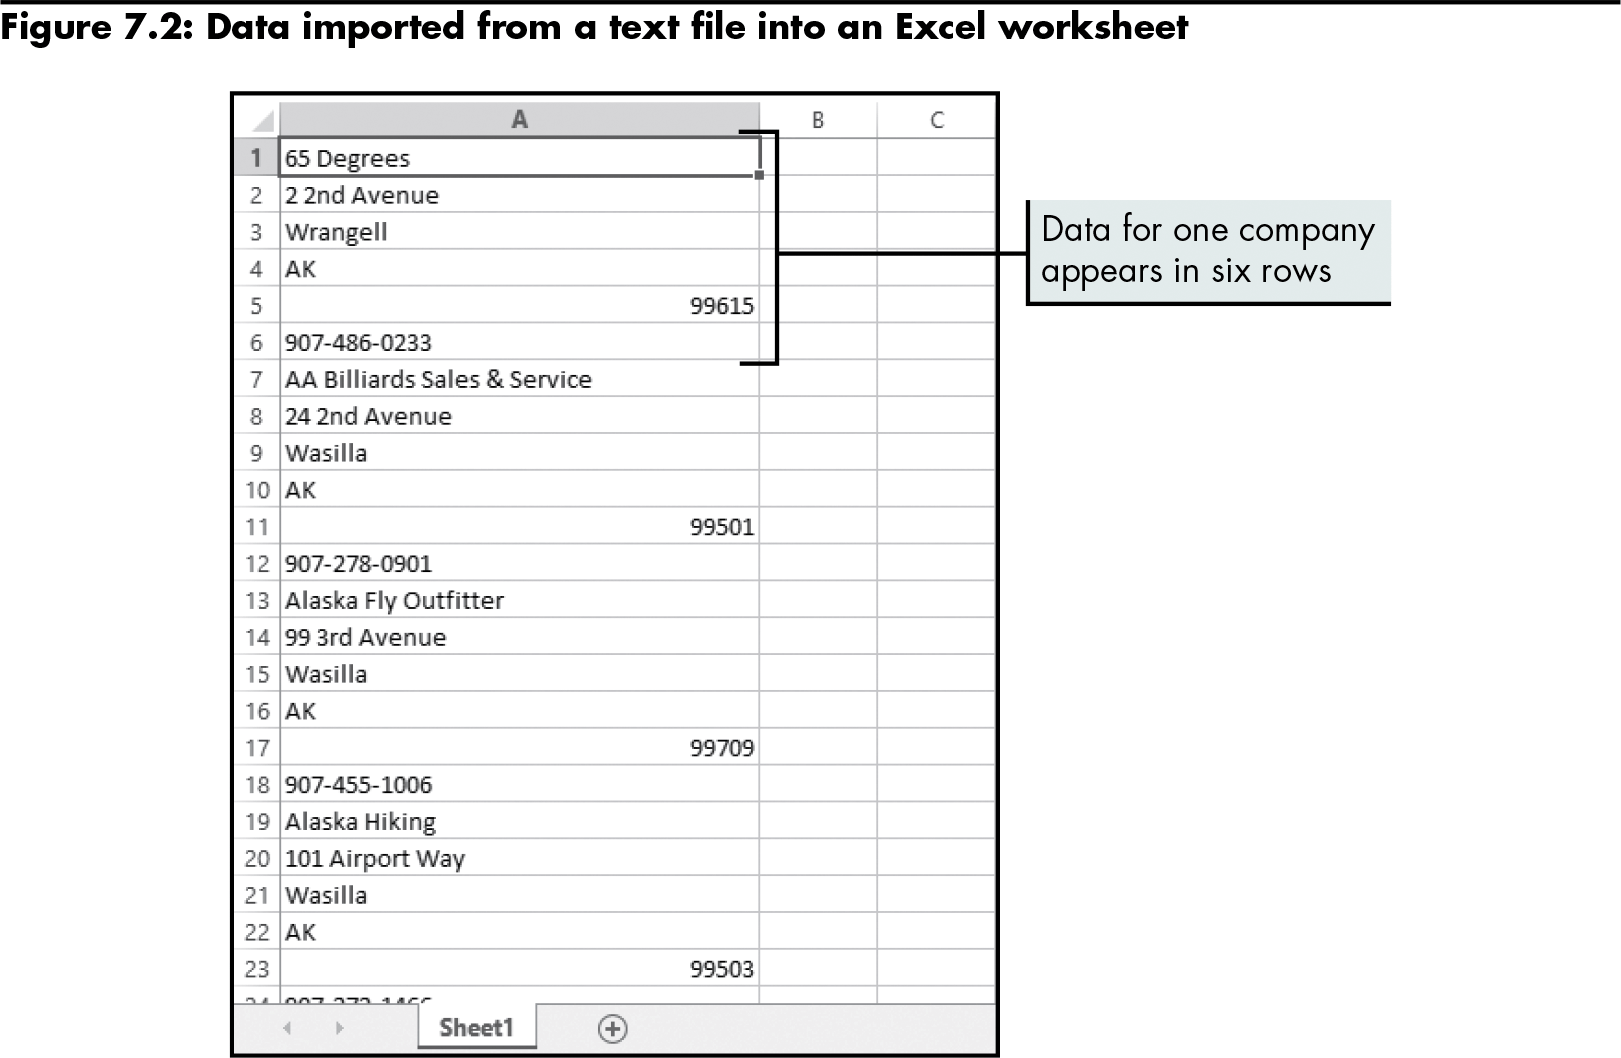 Figure 7.2: Data imported from a text file into an Excel worksheet
A B C
1 65 Degrees
2 2 2nd Avenue
3 Wrangell
4 AK
5 99615
6 907-486-0233
7 AA Billiards Sales & Service
8 24 2nd Avenue
9 Wasilla
10 AK
11 99501
12 907-278-0901
13 Alaska Fly Outfitter
14 99 3rd Avenue
15 Wasilla
16 AK
17 99709
18 907-455-1006
19 Alaska Hiking
20 101 Airport Way
21 Wasilla
22 AK
23 99503
Sheet1
Data for one company
appears in six rows